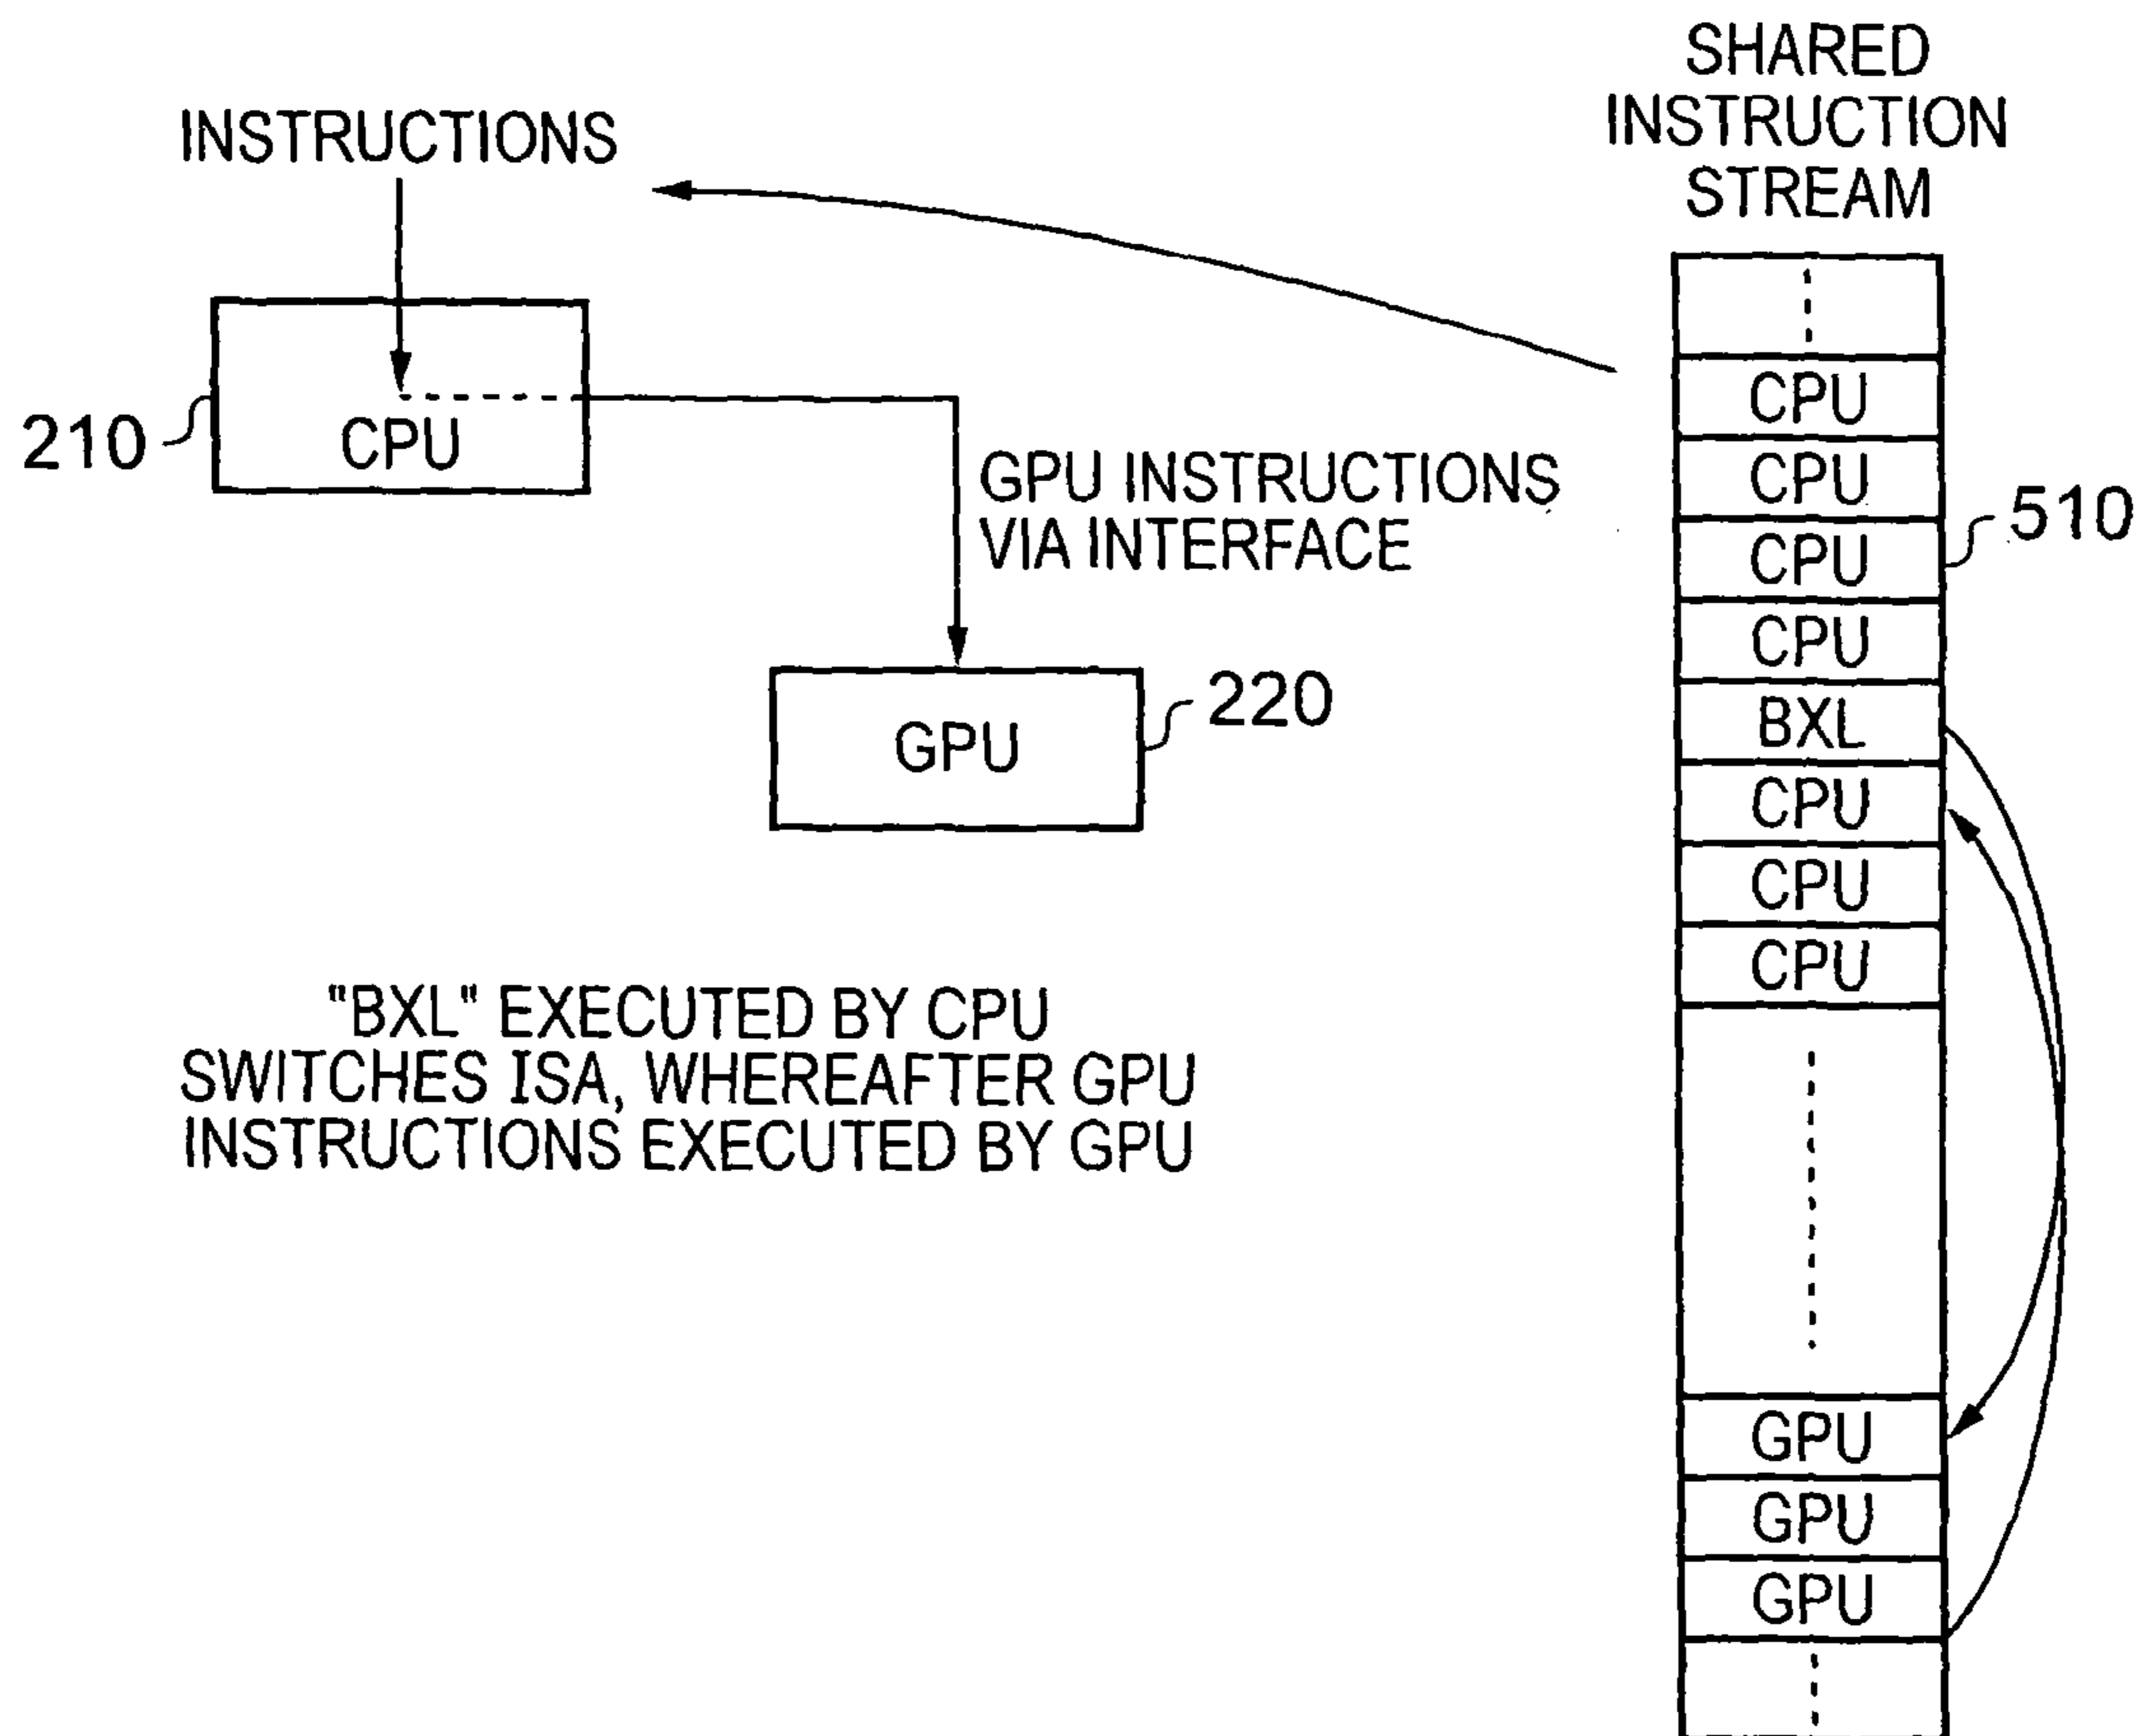 SHARED
INSTRUCTION
STREAM
INSTRUCTIONS
210
CPU
GPU INSTRUCTIONS
VIA INTERFACE
GPU
220
"BXL" EXECUTED BY CPU
SWITCHES ISA, WHEREAFTER GPU
INSTRUCTIONS EXECUTED BY GPU
CPU
CPU
CPU
510
CPU
BXL
CPU
CPU
CPU
GPU
GPU
GPU